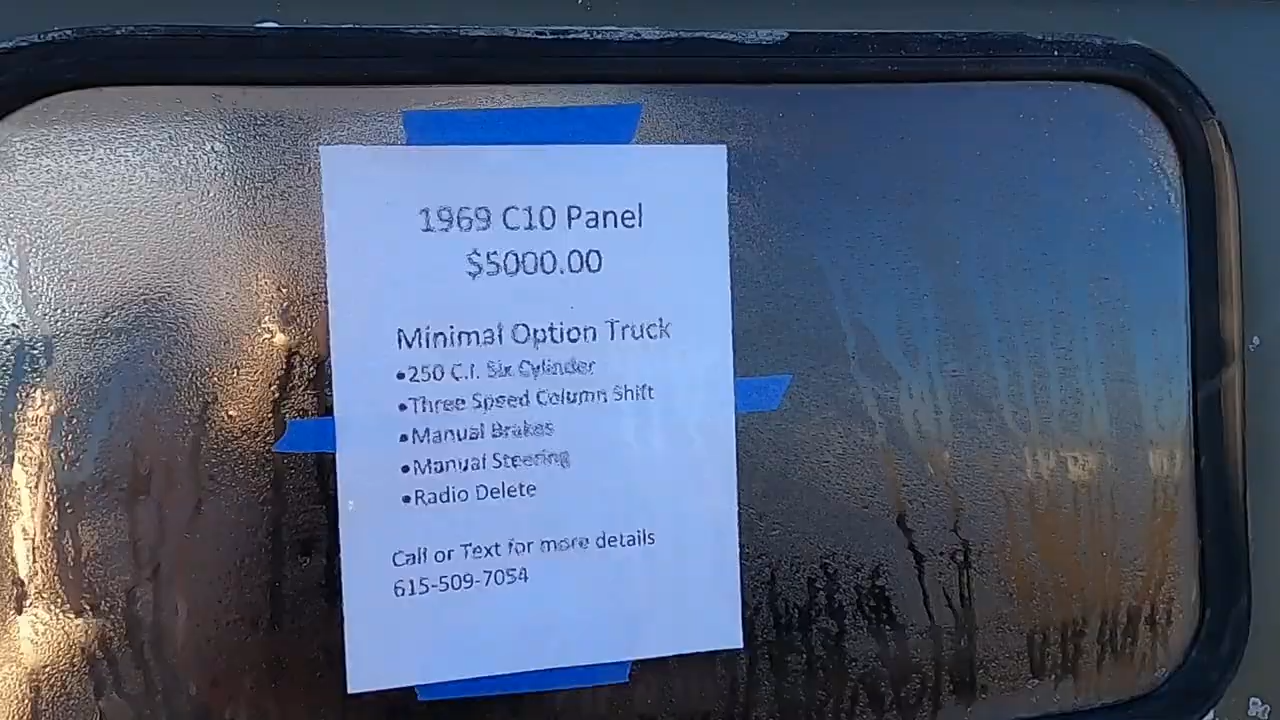 1969 C10 Panel
$5000.00
Minimal Option Truck
•250 C.I. Six Cylinder
•Three Speed Column Shift
•Manual Brakes
•Manual Steering
•Radio Delete
Call or Text for more details
615-509-7054